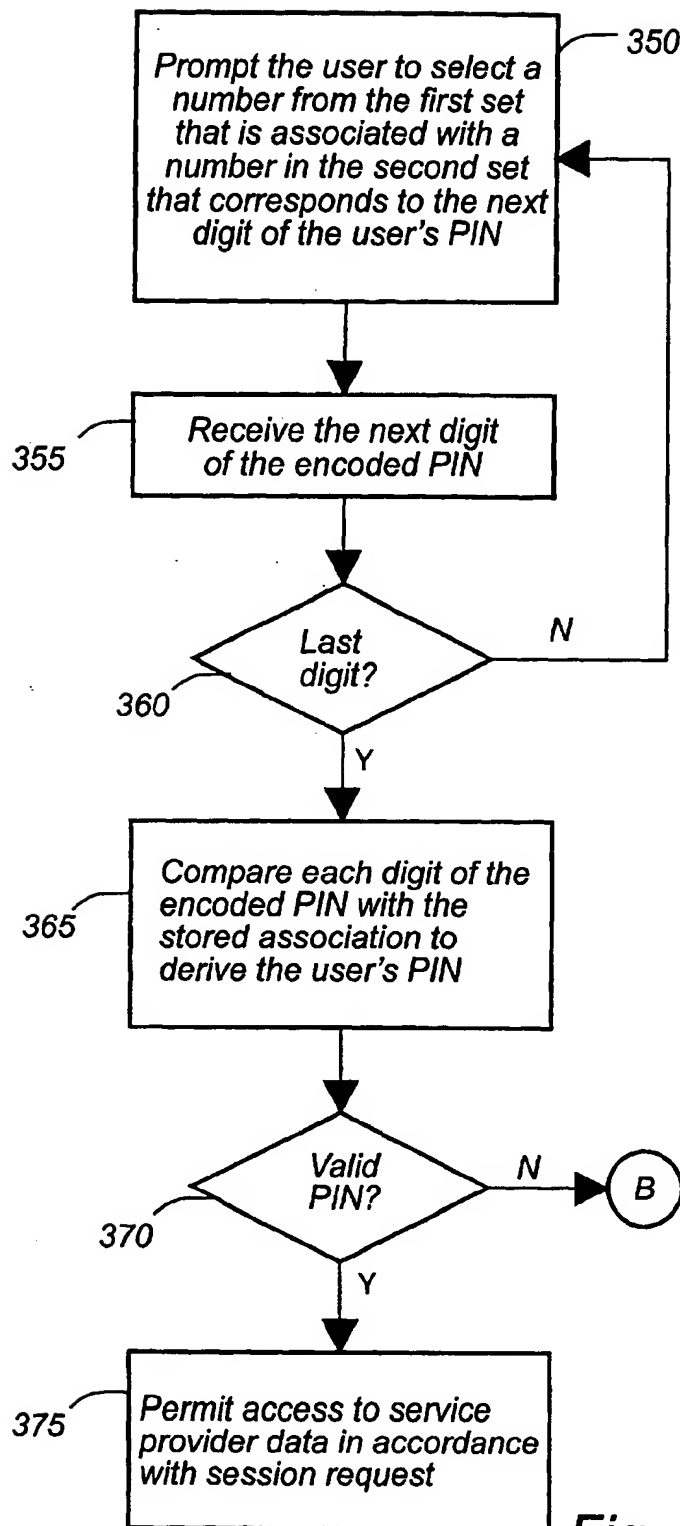 350
Prompt the user to select a
number from the first set
that is associated with a
number in the second set
that corresponds to the next
digit of the user's PIN
355
Receive the next digit
of the encoded PIN
Last
digit?
N
360
Y
365
Compare each digit of the
encoded PIN with the
stored association to
derive the user's PIN
Valid
PIN?
N
B
370
Y
375
Permit access to service
provider data in accordance
with session request